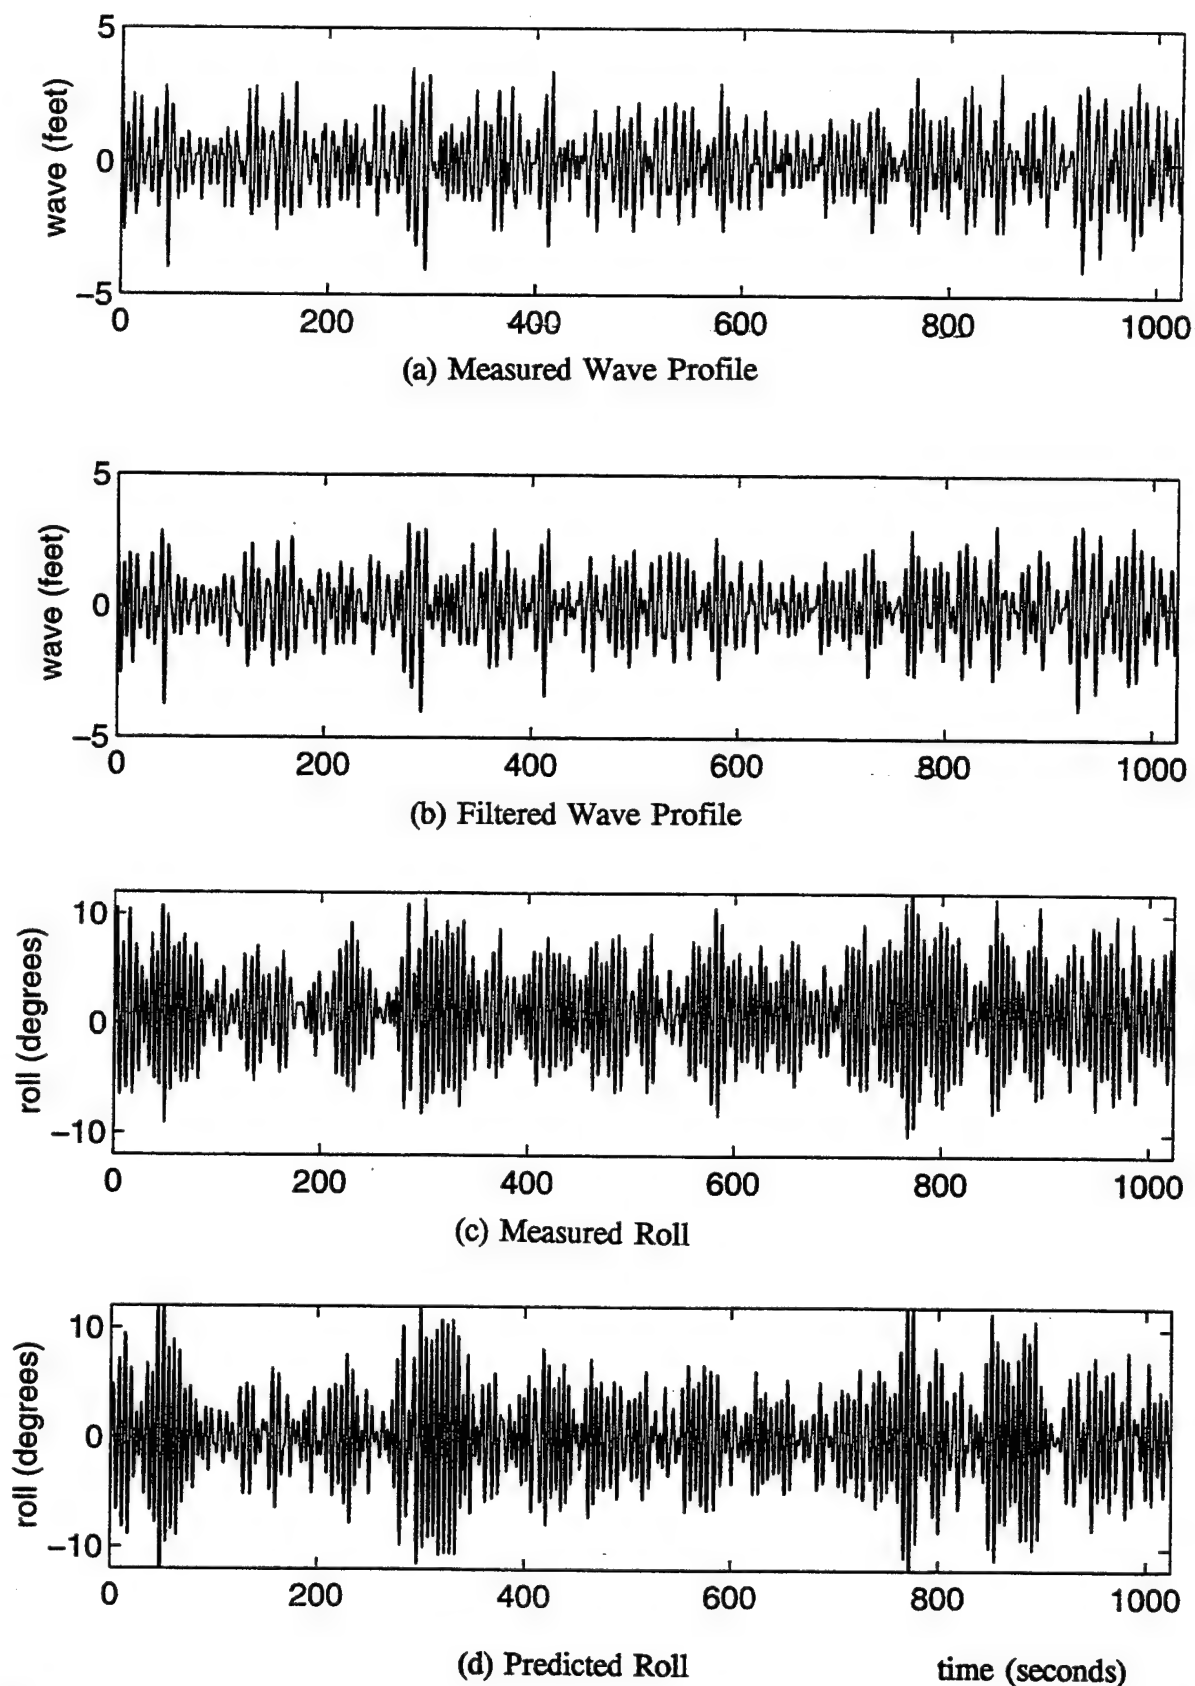 5
wave (feet)
0
−5
0 200 400 600 800 1000
(a) Measured Wave Profile
5
wave (feet)
0
−5
0 200 400 600 800 1000
(b) Filtered Wave Profile
10
roll (degrees)
0
−10
0 200 400 600 800 1000
(c) Measured Roll
10
roll (degrees)
0
−10
0 200 400 600 800 1000
(d) Predicted Roll time (seconds)